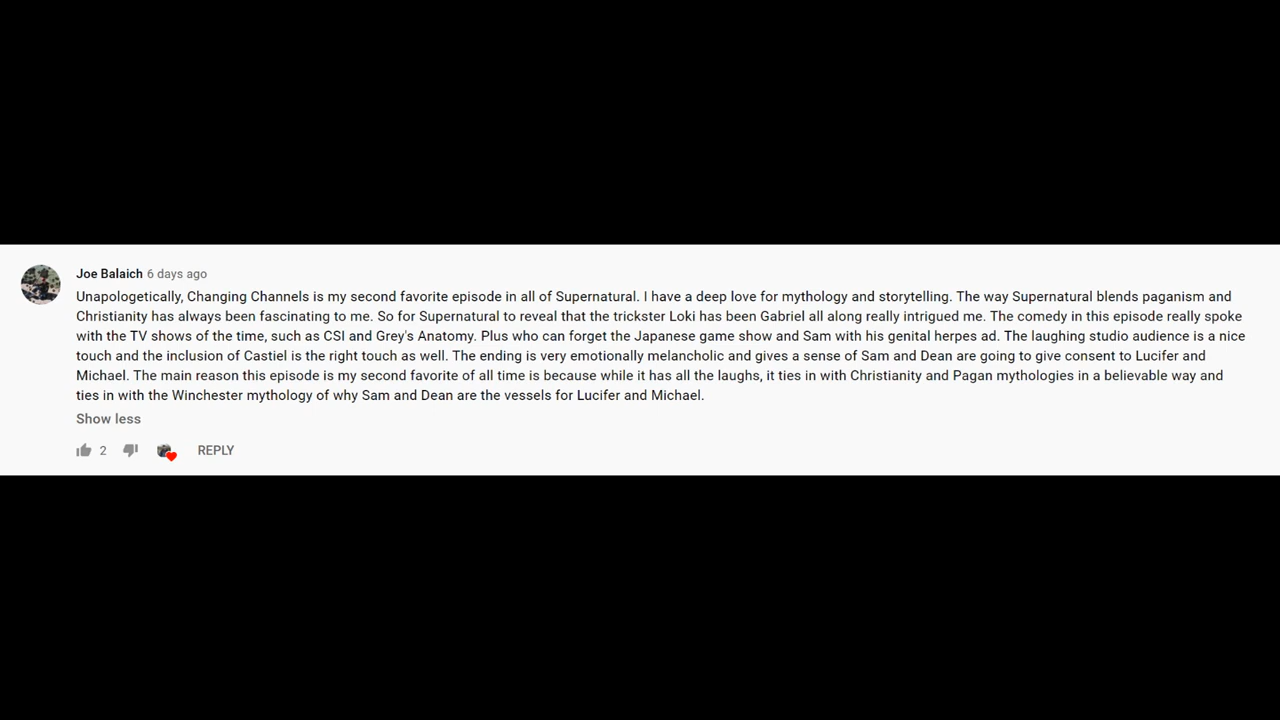 Joe Balaich 6 days ago
Unapologetically, Changing Channels is my second favorite episode in all of Supernatural. I have a deep love for mythology and storytelling. The way Supernatural blends paganism and
Christianity has always been fascinating to me. So for Supernatural to reveal that the trickster Loki has been Gabriel all along really intrigued me. The comedy in this episode really spoke
with the TV shows of the time, such as CSI and Grey's Anatomy. Plus who can forget the Japanese game show and Sam with his genital herpes ad. The laughing studio audience is a nice
touch and the inclusion of Castiel is the right touch as well. The ending is very emotionally melancholic and gives a sense of Sam and Dean are going to give consent to Lucifer and
Michael. The main reason this episode is my second favorite of all time is because while it has all the laughs, it ties in with Christianity and Pagan mythologies in a believable way and
ties in with the Winchester mythology of why Sam and Dean are the vessels for Lucifer and Michael.
Show less
2 REPLY